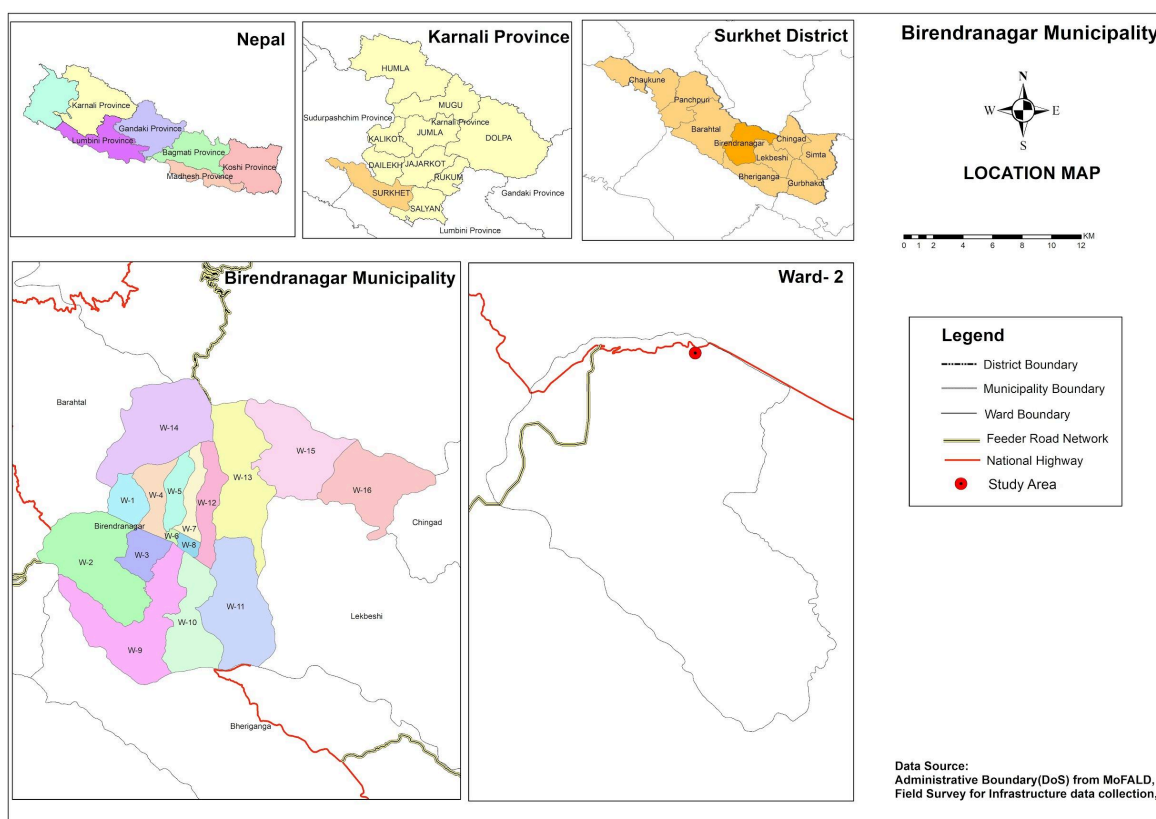 Nepal
Karnali Province
Gandaki Province
Lumbini Province
Bagmati Province
Koshi Province
Madhesh Province
Karnali Province
HUMLA
MUGU
Sudurpashchim Province
Karnali Province
JUMLA
DOLPA
KALIKOT
DAILEKH
JAJARKOT
RUKUM
SURKHET
Gandaki Province
SALYAN
Lumbini Province
Surkhet District
Chaukune
Panchpuri
Barahtal
Chingad
Birendranagar
Lekbeshi
Simta
Bheriganga
Gurbhakot
Birendranagar Municipality
N
W
E
S
LOCATION MAP
KM
0 1 2 4 6 8 10 12
Birendranagar Municipality
Barahtal
W-14
W-15
W-13
W-16
W-4
W-5
W-1
W-12
Birendranagar
W-7
W-6
W-8
W-3
W-2
Chingad
W-11
W-10
W-9
Lekbeshi
Bheriganga
Ward- 2
Legend
District Boundary
Municipality Boundary
Ward Boundary
Feeder Road Network
National Highway
Study Area
Data Source:
Administrative Boundary(DoS) from MoFALD,
Field Survey for Infrastructure data collection,